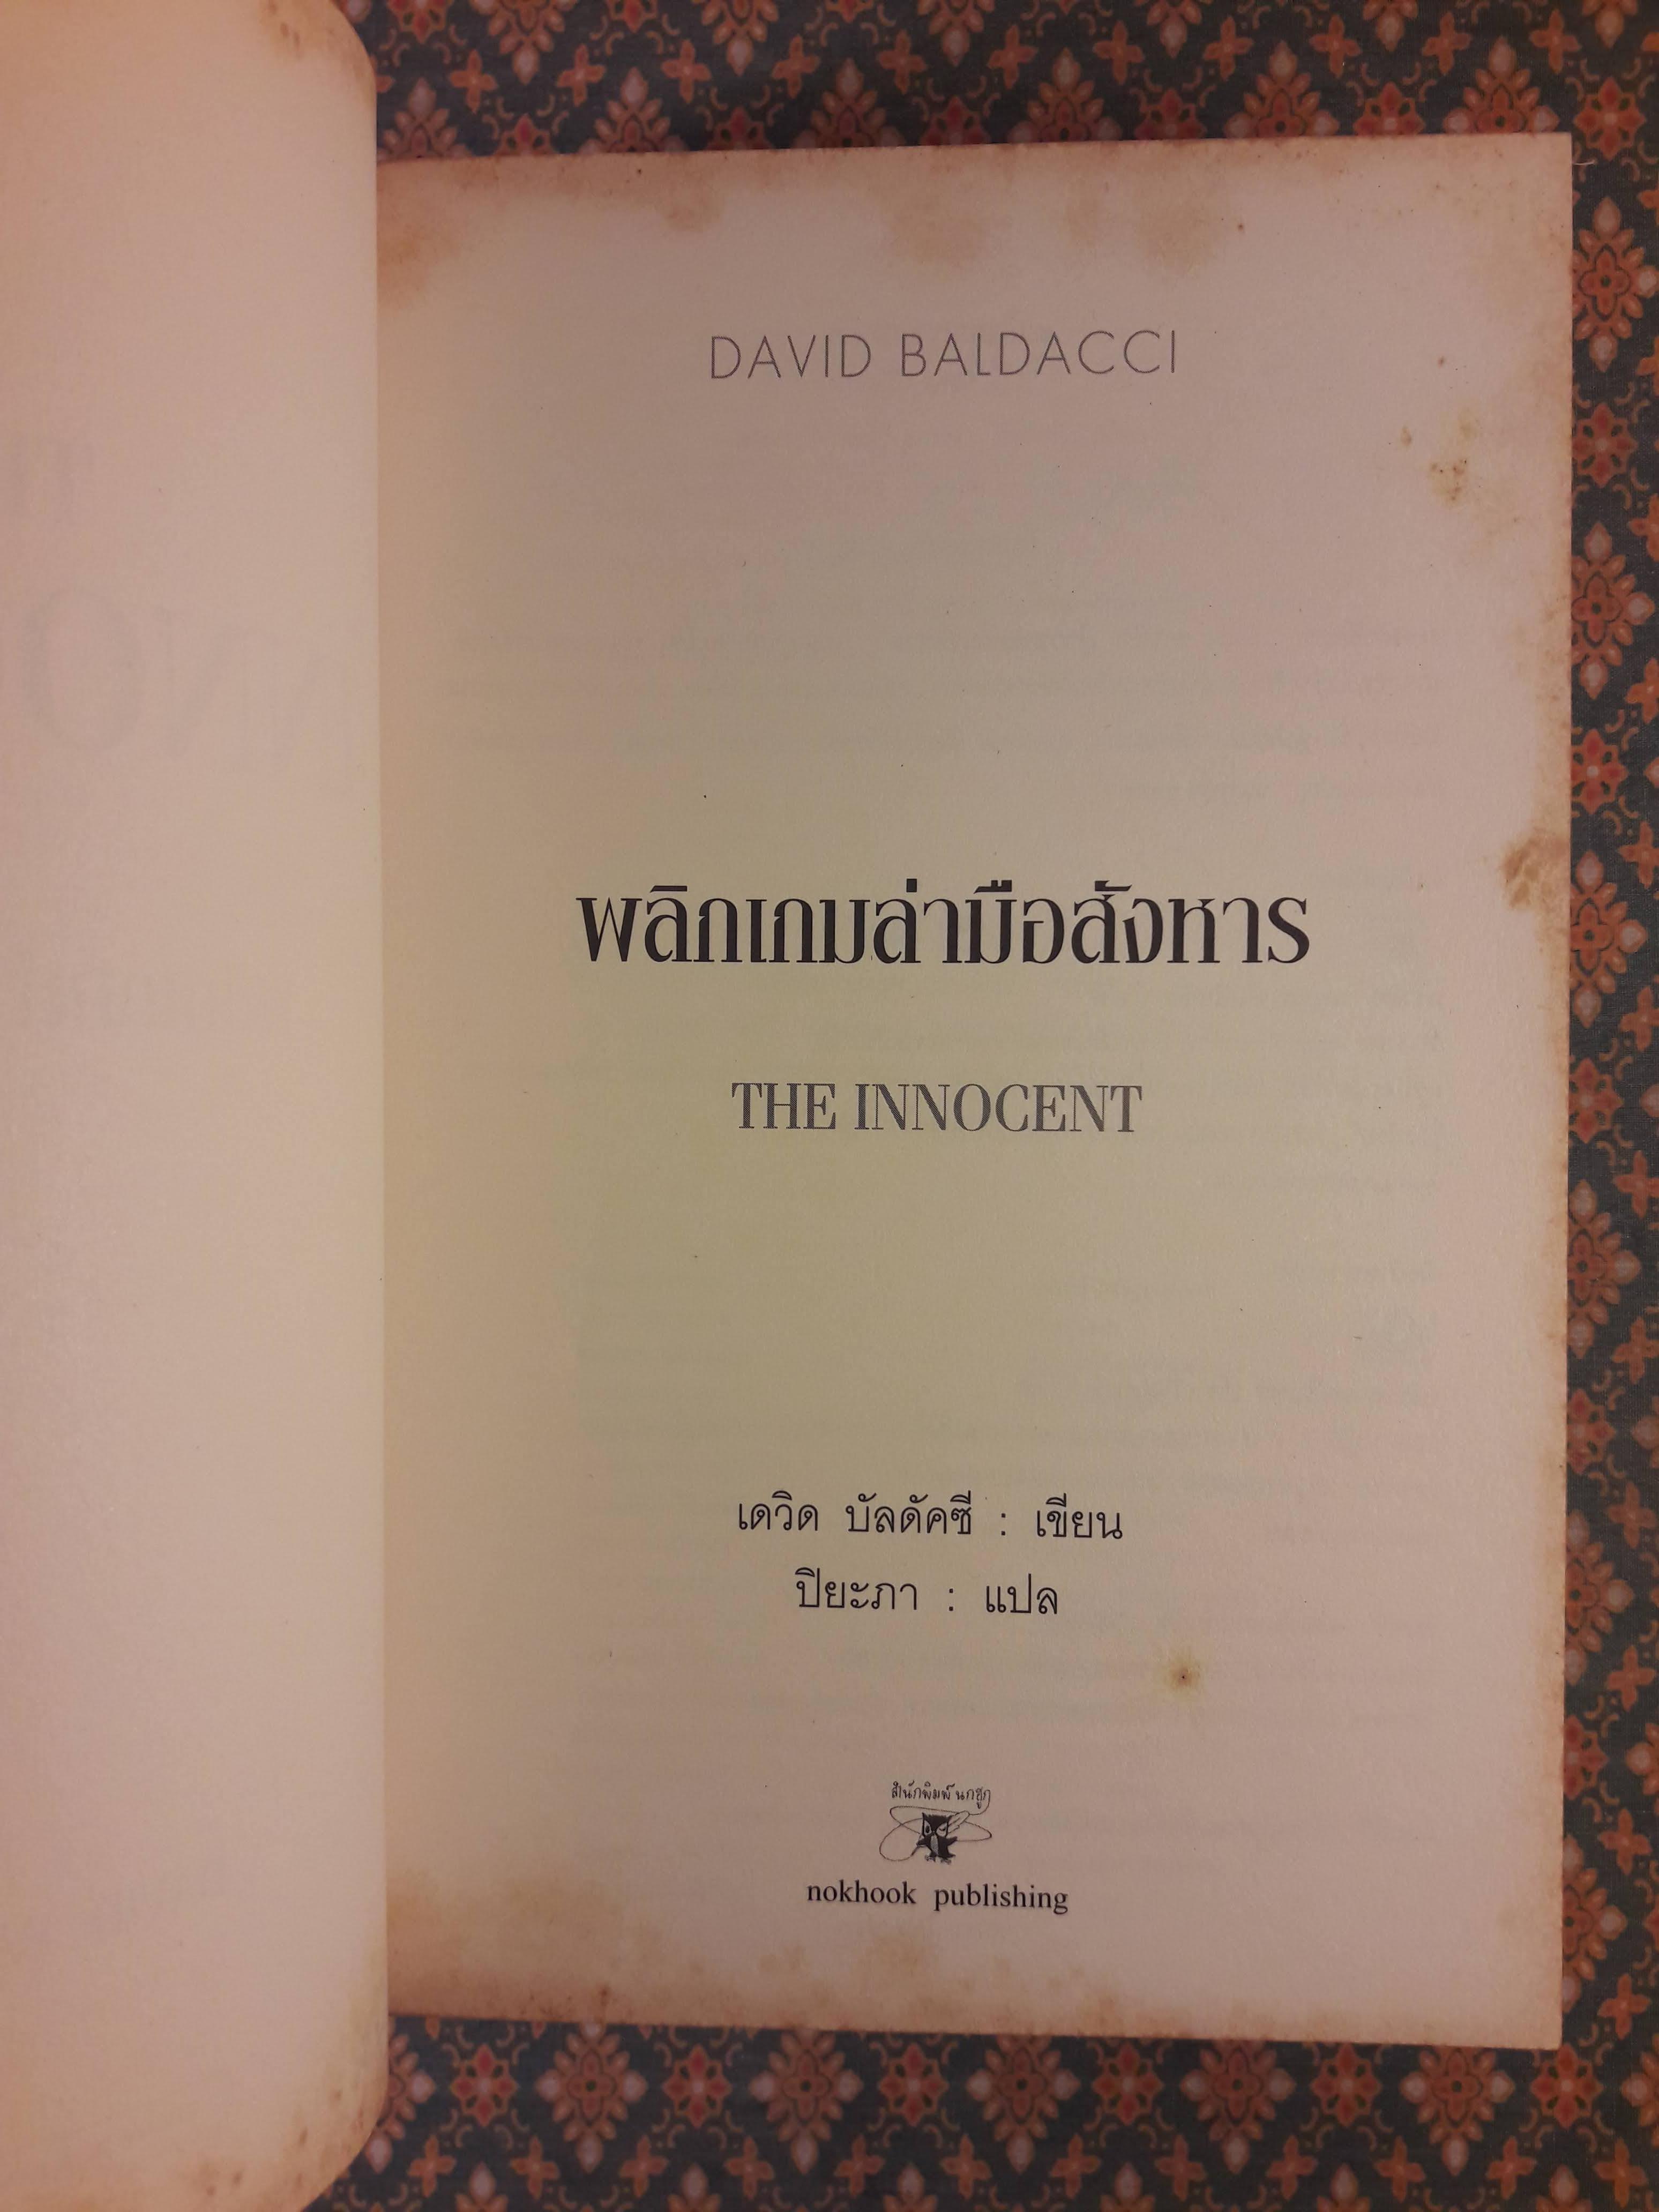 DAVID BALDACCI
พลิกเกมล่ามือสังหาร
THE INNOCENT
เดวิด บัลดัคซี : เขียน
ปิยะภา : แปล
สำนักพิมพ์นกฮูก
nokhook publishing